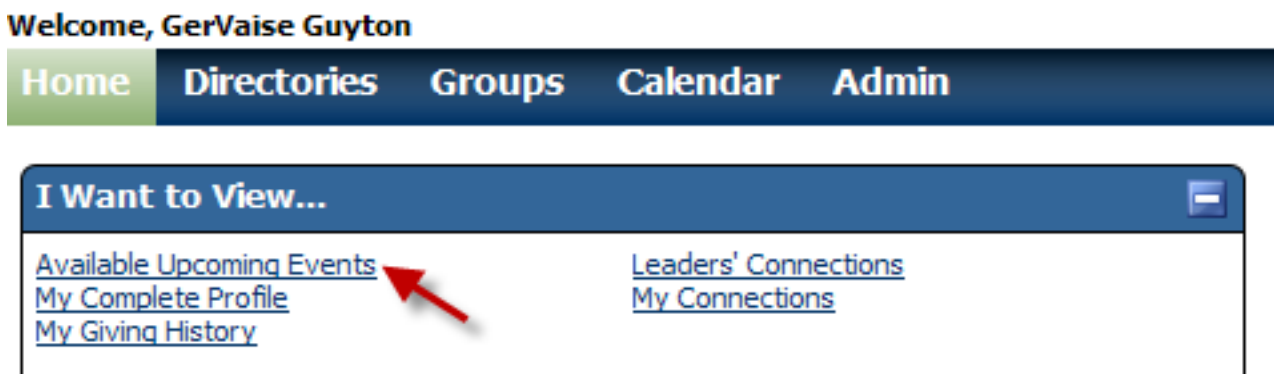 Welcome, GerVaise Guyton
Home Directories Groups Calendar Admin
I Want to View...
Available Upcoming Events Leaders' Connections
My Complete Profile My Connections
My Giving History